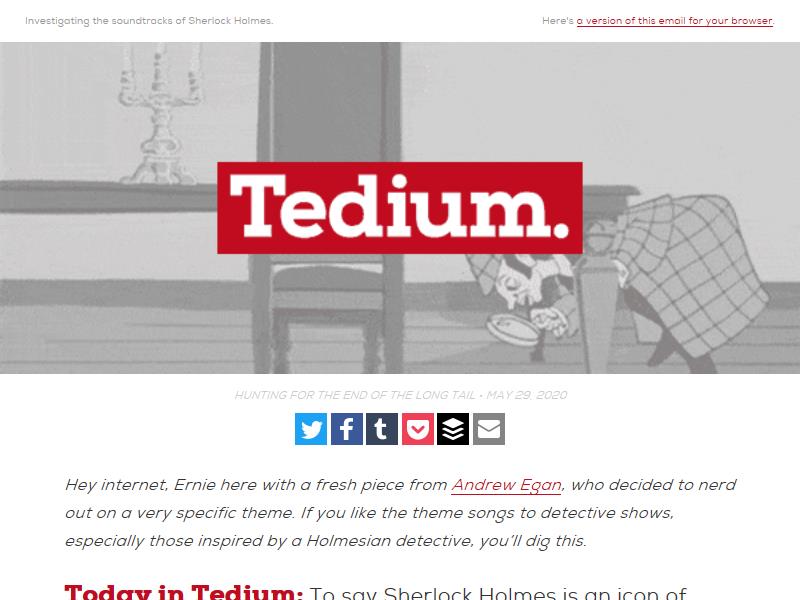 Investigating the soundtracks of Sherlock Holmes.
Here's a version of this email for your browser.
Tedium.
HUNTING FOR THE END OF THE LONG TAIL • MAY 29, 2020
Hey internet, Ernie here with a fresh piece from Andrew Egan, who decided to nerd
out on a very specific theme. If you like the theme songs to detective shows,
especially those inspired by a Holmesian detective, you'll dig this.
Today in Tedium: To say Sherlock Holmes is an icon of